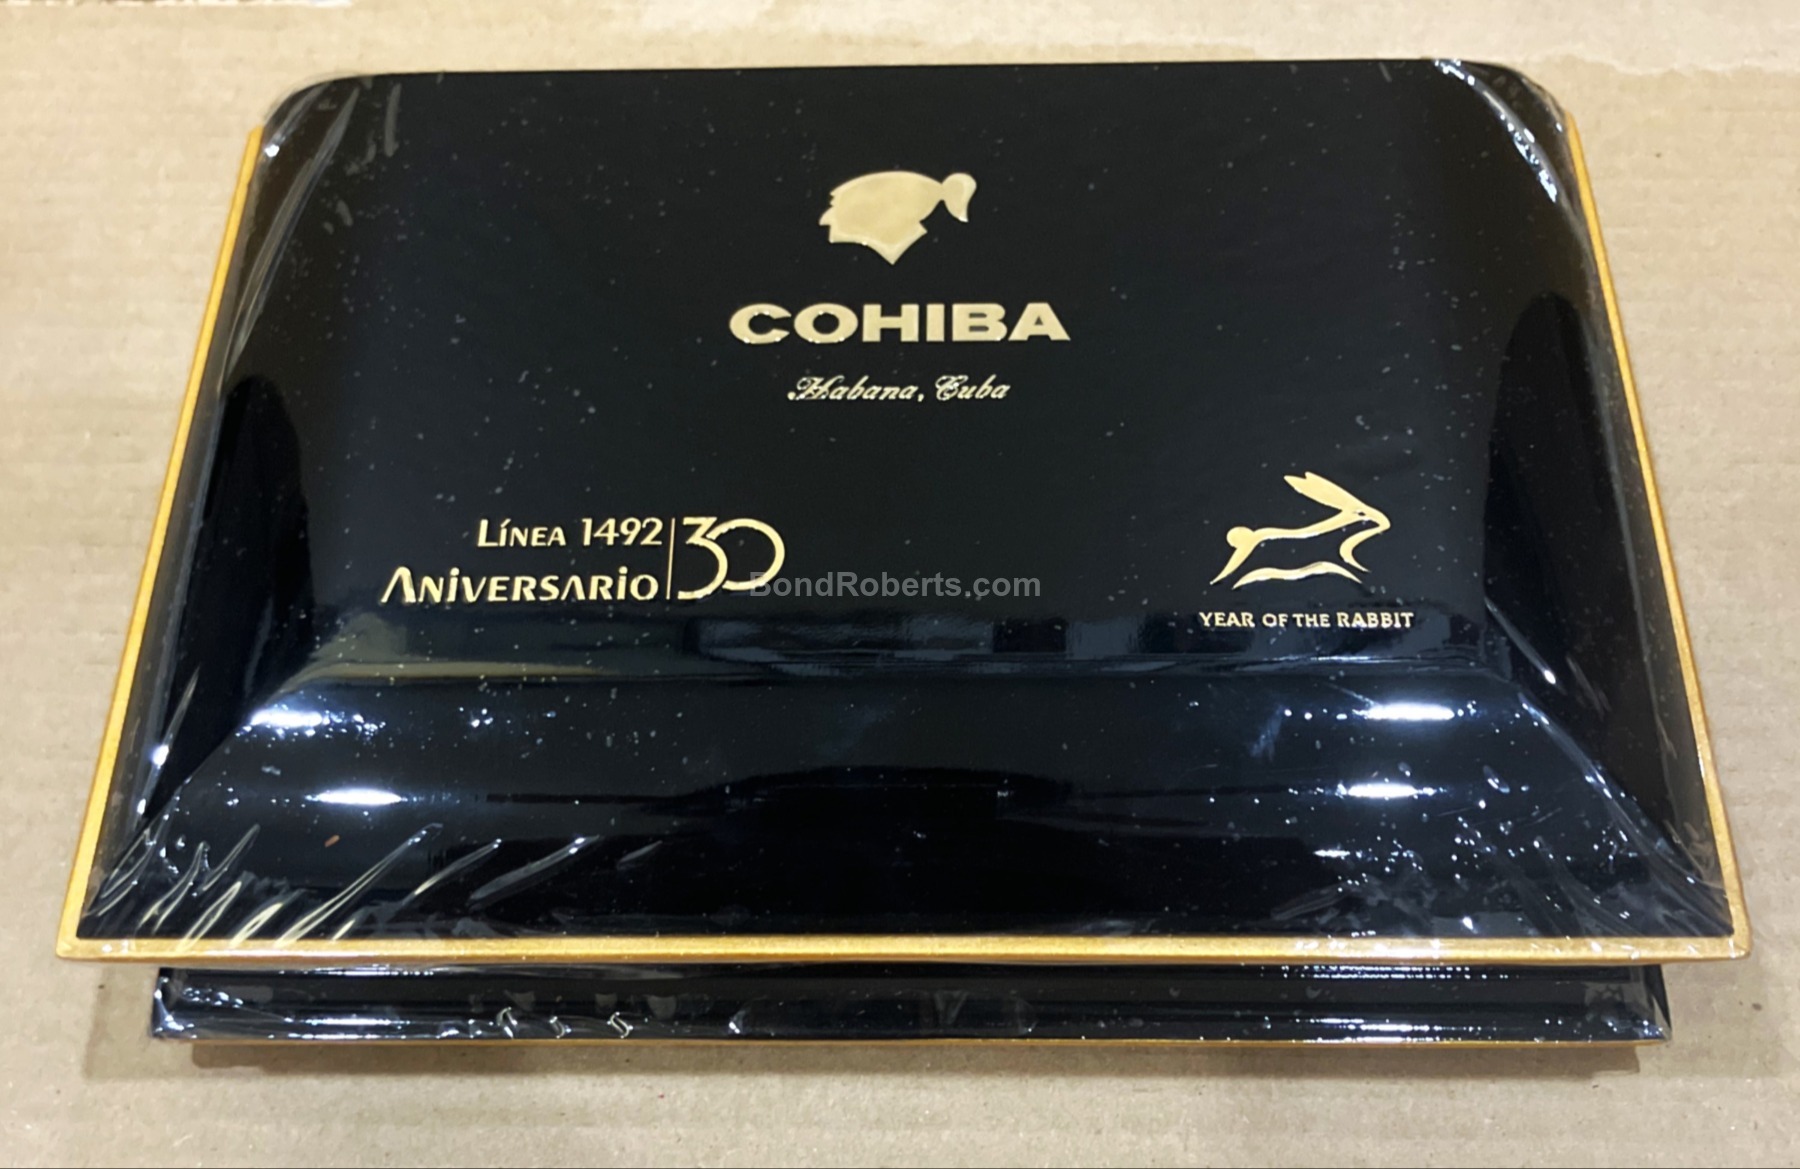 COHIBA
Habana, Cuba
LÍNEA 1492 30
ANIVERSARIO
BondRoberts.com
YEAR OF THE RABBIT